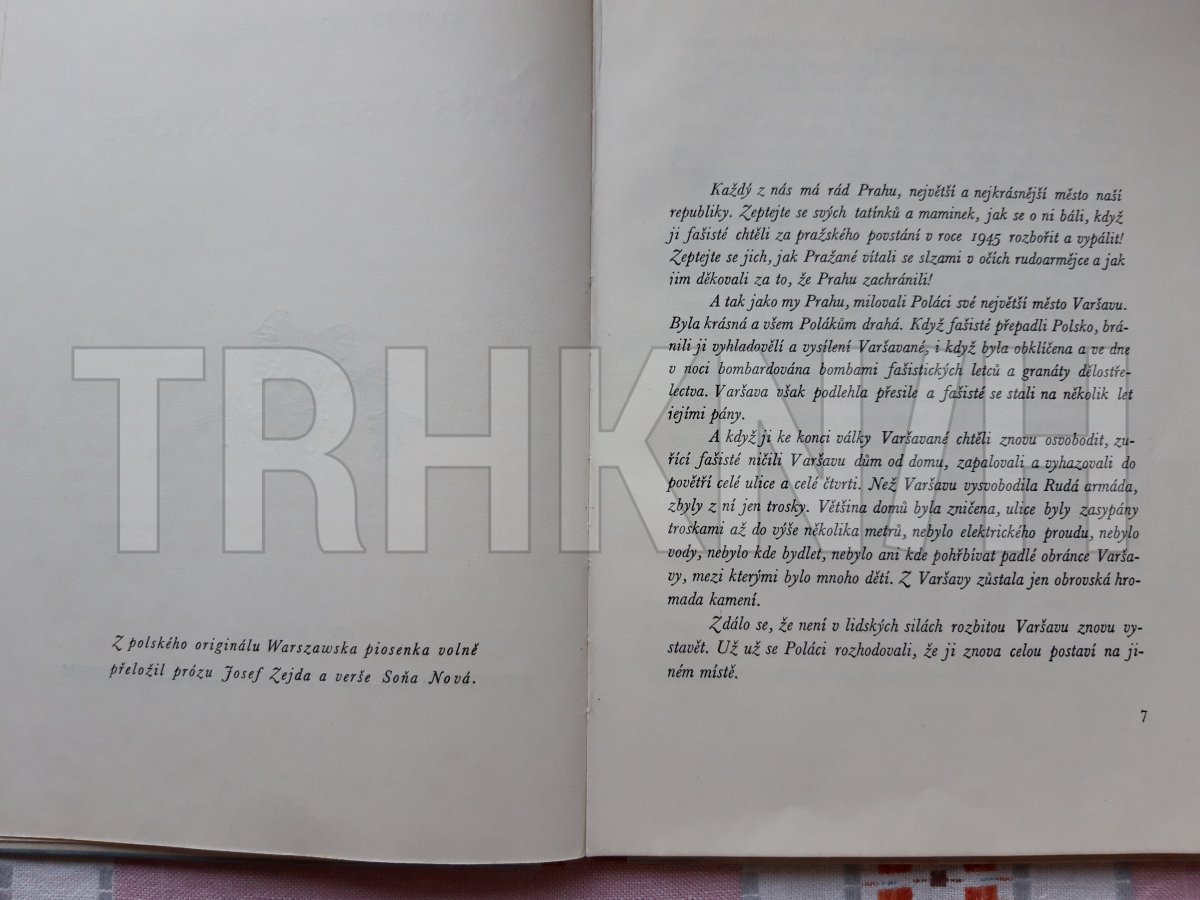 Z polského originálu Warszawska piosenka volně
přeložil prózu Josef Zejda a verše Soňa Nová.
Každý z nás má rád Prahu, největší a nejkrásnější město naší
republiky. Zeptejte se svých tatínků a maminek, jak se o ni báli, když
ji fašisté chtěli za pražského povstání v roce 1945 rozbořit a vypálit!
Zeptejte se jich, jak Pražané vítali se slzami v očích rudoarmějce a jak
jim děkovali za to, že Prahu zachránili!
A tak jako my Prahu, milovali Poláci své největší město Varšavu.
Byla krásná a všem Polákům drahá. Když fašisté přepadli Polsko, brá-
nili ji vyhladovělí a vysílení Varšavané, i když byla obklíčena a ve dne
v noci bombardována bombami fašistických letců a granáty dělostře-
lectva. Varšava však podlehla přesile a fašisté se stali na několik let
jejími pány.
A když ji ke konci války Varšavané chtěli znovu osvobodit, zu-
řící fašisté ničili Varšavu dům od domu, zapalovali a vyhazovali do
povětří celé ulice a celé čtvrti. Než Varšavu vysvobodila Rudá armáda,
zbyly z ní jen trosky. Většina domů byla zničena, ulice byly zasypány
troskami až do výše několika metrů, nebylo elektrického proudu, nebylo
vody, nebylo kde bydlet, nebylo ani kde pohřbívat padlé obránce Varša-
vy, mezi kterými bylo mnoho dětí. Z Varšavy zůstala jen obrovská hro-
mada kamení.
Zdálo se, že není v lidských silách rozbitou Varšavu znovu vy-
stavět. Už už se Poláci rozhodovali, že ji znova celou postaví na ji-
ném místě.
7
TRHKNIH